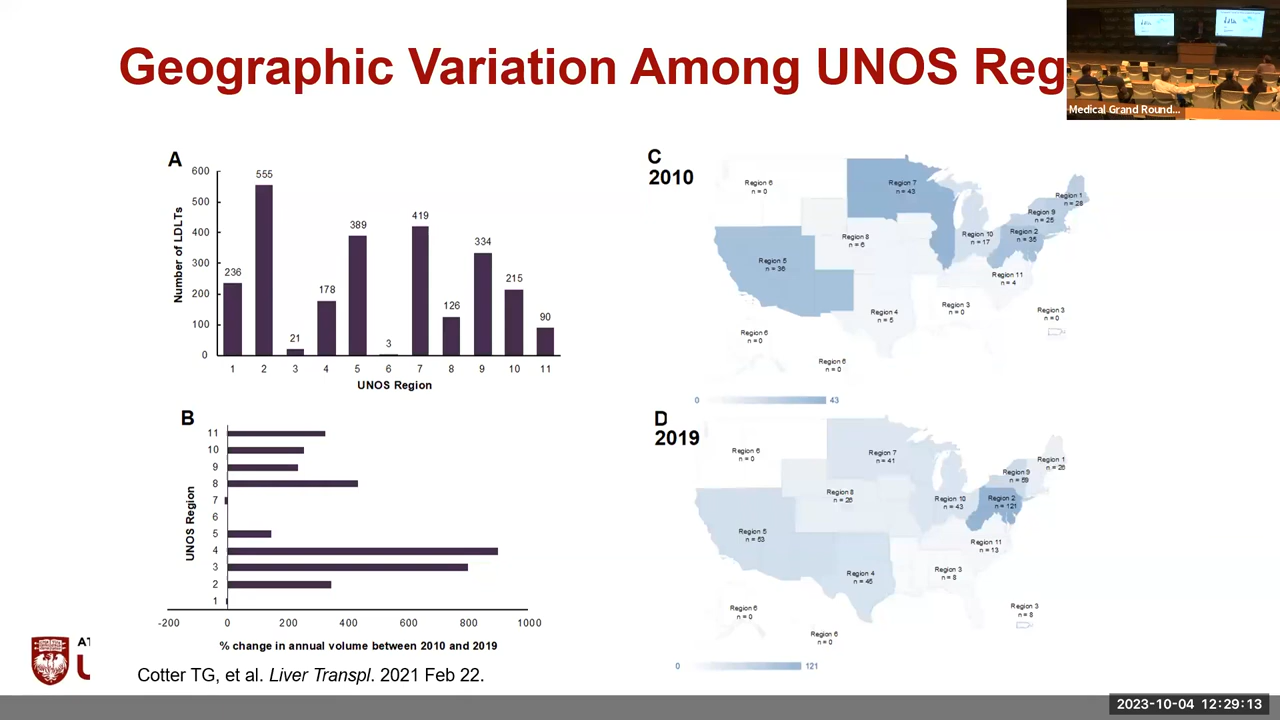 Geographic Variation Among UNOS Reg
Medical Grand Round...
A
Number of LDLTs
600
500
400
300
200
100
0
236
555
21
178
389
3
419
126
334
215
90
1 2 3 4 5 6 7 8 9 10 11
UNOS Region
B
UNOS Region
11
10
9
8
7
6
5
4
3
2
1
-200 0 200 400 600 800 1000
% change in annual volume between 2010 and 2019
C
2010
Region 6
n = 0
Region 7
n = 43
Region 1
n = 28
Region 9
n = 25
Region 2
n = 35
Region 10
n = 17
Region 8
n = 6
Region 5
n = 36
Region 11
n = 4
Region 4
n = 5
Region 3
n = 0
Region 3
n = 0
Region 6
n = 0
Region 6
n = 0
0 43
D
2019
Region 6
n = 0
Region 7
n = 41
Region 1
n = 26
Region 9
n = 59
Region 2
n = 121
Region 10
n = 43
Region 8
n = 26
Region 5
n = 53
Region 11
n = 13
Region 4
n = 45
Region 3
n = 8
Region 3
n = 8
Region 6
n = 0
Region 6
n = 0
0 121
Cotter TG, et al. Liver Transpl. 2021 Feb 22.
2023-10-04 12:29:13